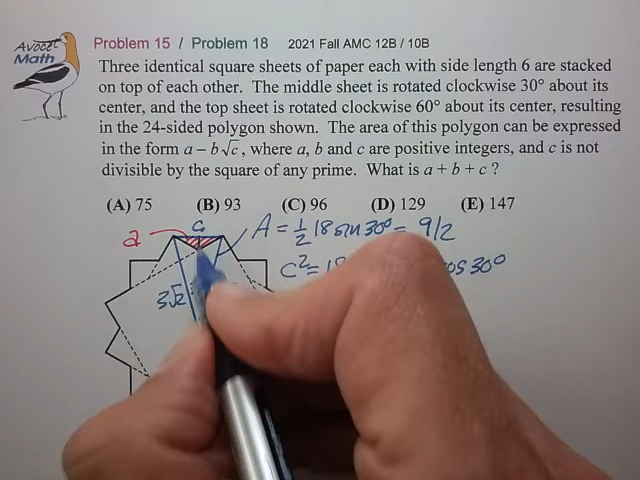 Avocet Math
Problem 15 / Problem 18 2021 Fall AMC 12B / 10B
Three identical square sheets of paper each with side length 6 are stacked
on top of each other. The middle sheet is rotated clockwise 30° about its
center, and the top sheet is rotated clockwise 60° about its center, resulting
in the 24-sided polygon shown. The area of this polygon can be expressed
in the form a – b√c, where a, b and c are positive integers, and c is not
divisible by the square of any prime. What is a + b + c ?
(A) 75 (B) 93 (C) 96 (D) 129 (E) 147
a c A = 1/2 18 sin 30° = 9/2
c² = 18 cos 30°
3√2